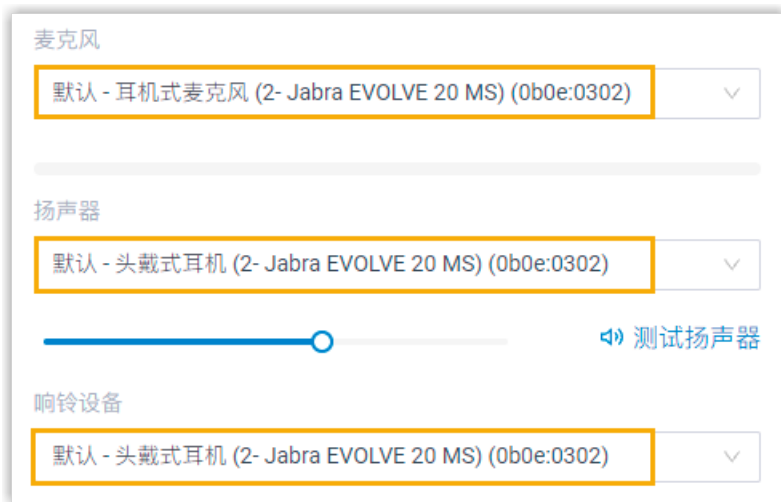 麦克风
默认 - 耳机式麦克风 (2- Jabra EVOLVE 20 MS) (0b0e:0302)
扬声器
默认 - 头戴式耳机 (2- Jabra EVOLVE 20 MS) (0b0e:0302)
测试扬声器
响铃设备
默认 - 头戴式耳机 (2- Jabra EVOLVE 20 MS) (0b0e:0302)